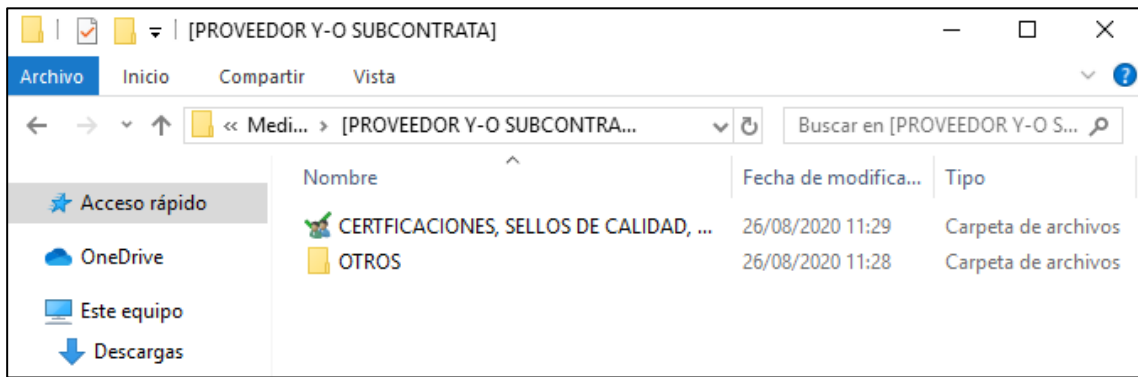 [PROVEEDOR Y-O SUBCONTRATA]
Archivo Inicio Compartir Vista
« Medi... > [PROVEEDOR Y-O SUBCONTRA... Buscar en [PROVEEDOR Y-O S...
Nombre Fecha de modifica... Tipo
Acceso rápido
CERTFICACIONES, SELLOS DE CALIDAD, ... 26/08/2020 11:29 Carpeta de archivos
OneDrive
OTROS 26/08/2020 11:28 Carpeta de archivos
Este equipo
Descargas